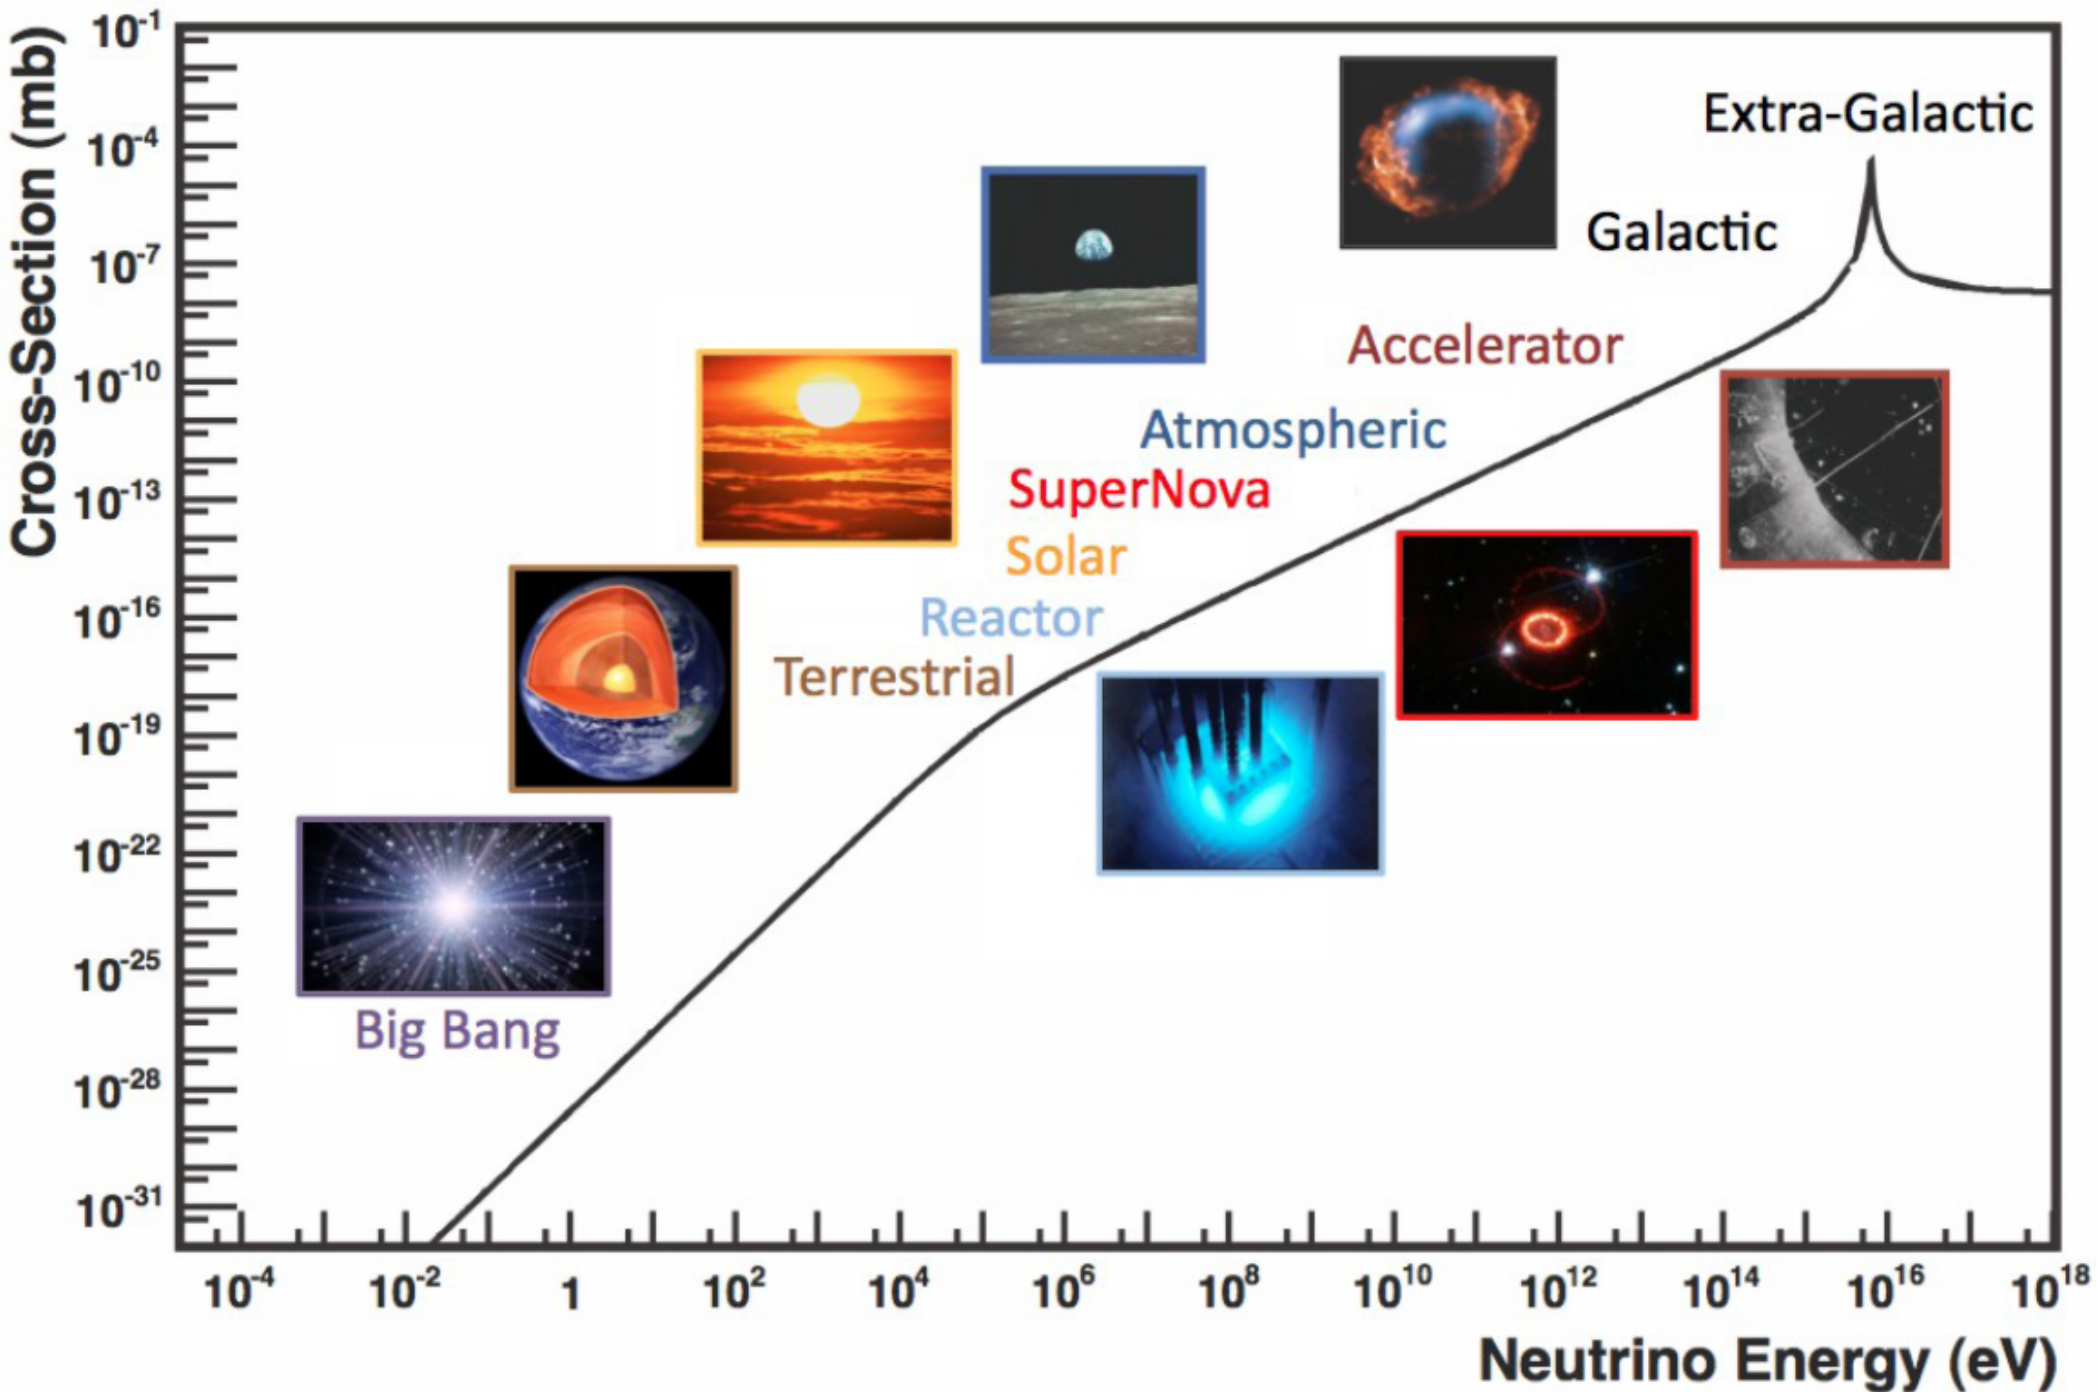 Cross-Section (mb)
10⁻¹
10⁻⁴
10⁻⁷
10⁻¹⁰
10⁻¹³
10⁻¹⁶
10⁻¹⁹
10⁻²²
10⁻²⁵
10⁻²⁸
10⁻³¹
Extra-Galactic
Galactic
Accelerator
Atmospheric
SuperNova
Solar
Reactor
Terrestrial
Big Bang
10⁻⁴ 10⁻² 1 10² 10⁴ 10⁶ 10⁸ 10¹⁰ 10¹² 10¹⁴ 10¹⁶ 10¹⁸
Neutrino Energy (eV)